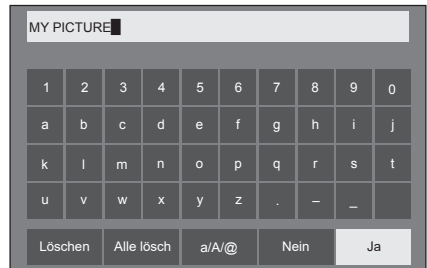 MY PICTURE
1 2 3 4 5 6 7 8 9 0
a b c d e f g h i j
k l m n o p q r s t
u v w x y z . – _
Löschen Alle lösch a/A/@ Nein Ja